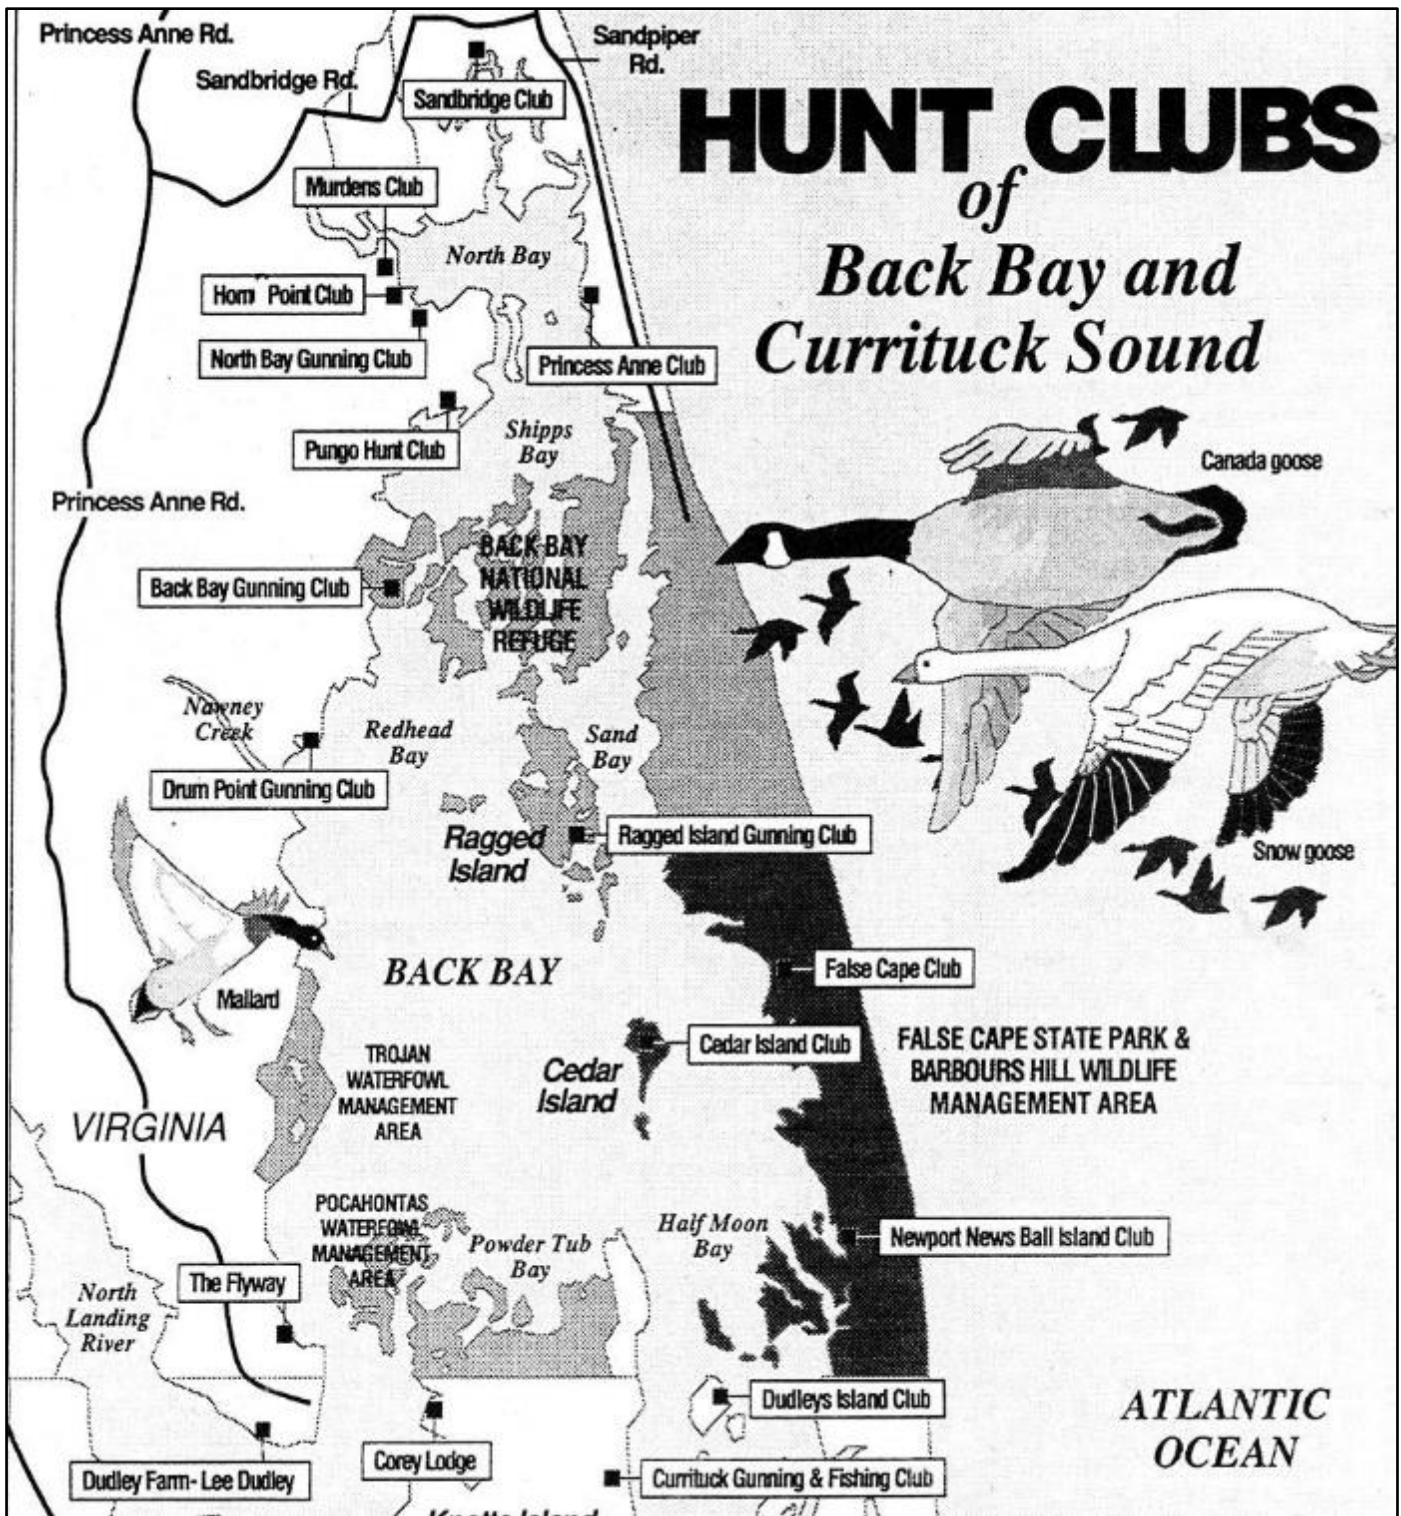 Princess Anne Rd.
Sandpiper
Rd.
Sandbridge Rd.
Sandbridge Club
HUNT CLUBS
of
Back Bay and
Currituck Sound
Murdens Club
North Bay
Horn Point Club
North Bay Gunning Club
Princess Anne Club
Pungo Hunt Club
Shipps
Bay
Canada goose
Princess Anne Rd.
BACK BAY
NATIONAL
WILDLIFE
REFUGE
Back Bay Gunning Club
Nawney
Creek
Redhead
Bay
Sand
Bay
Drum Point Gunning Club
Ragged
Island
Ragged Island Gunning Club
Snow goose
BACK BAY
False Cape Club
Mallard
Cedar Island Club
FALSE CAPE STATE PARK &
BARBOURS HILL WILDLIFE
MANAGEMENT AREA
TROJAN
WATERFOWL
MANAGEMENT
AREA
Cedar
Island
VIRGINIA
POCAHONTAS
WATERFOWL
MANAGEMENT
AREA
Powder Tub
Bay
Half Moon
Bay
Newport News Ball Island Club
The Flyway
North
Landing
River
Dudleys Island Club
ATLANTIC
OCEAN
Corey Lodge
Dudley Farm- Lee Dudley
Currituck Gunning & Fishing Club
Knotts Island